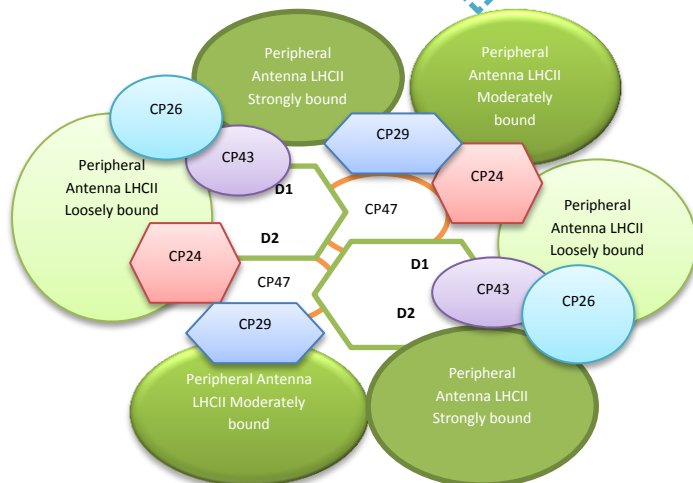 Peripheral
Antenna LHCII
Strongly bound
Peripheral
Antenna LHCII
Moderately
bound
CP26
CP29
CP43
Peripheral
Antenna LHCII
Loosely bound
CP24
D1
CP47
Peripheral
Antenna LHCII
Loosely bound
D2
CP24
D1
CP47
CP43
CP26
D2
CP29
Peripheral Antenna
LHCII Moderately
bound
Peripheral
Antenna LHCII
Strongly bound